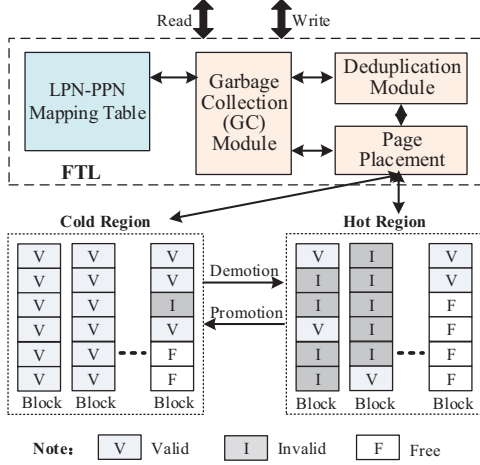 Read Write
LPN-PPN
Mapping Table
Garbage
Collection
(GC)
Module
Deduplication
Module
Page
Placement
FTL
Cold Region Hot Region
V V V V I V
V V V I I V
Demotion
V V I I I F
Promotion
V V V V I F
V V F I I F
V V F I V F
Block Block Block Block Block Block
Note: V Valid I Invalid F Free